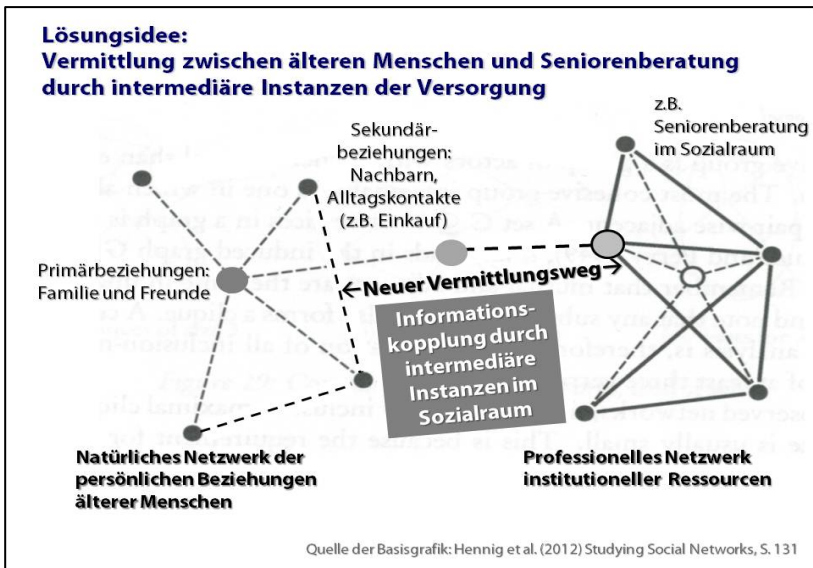 Lösungsidee:
Vermittlung zwischen älteren Menschen und Seniorenberatung
durch intermediäre Instanzen der Versorgung
z.B.
Seniorenberatung
im Sozialraum
Sekundär-
beziehungen:
Nachbarn,
Alltagskontakte
(z.B. Einkauf)
Primärbeziehungen:
Familie und Freunde
Neuer Vermittlungsweg
Informations-
kopplung durch
intermediäre
Instanzen im
Sozialraum
Natürliches Netzwerk der
persönlichen Beziehungen
älterer Menschen
Professionelles Netzwerk
institutioneller Ressourcen
Quelle der Basisgrafik: Hennig et al. (2012) Studying Social Networks, S. 131